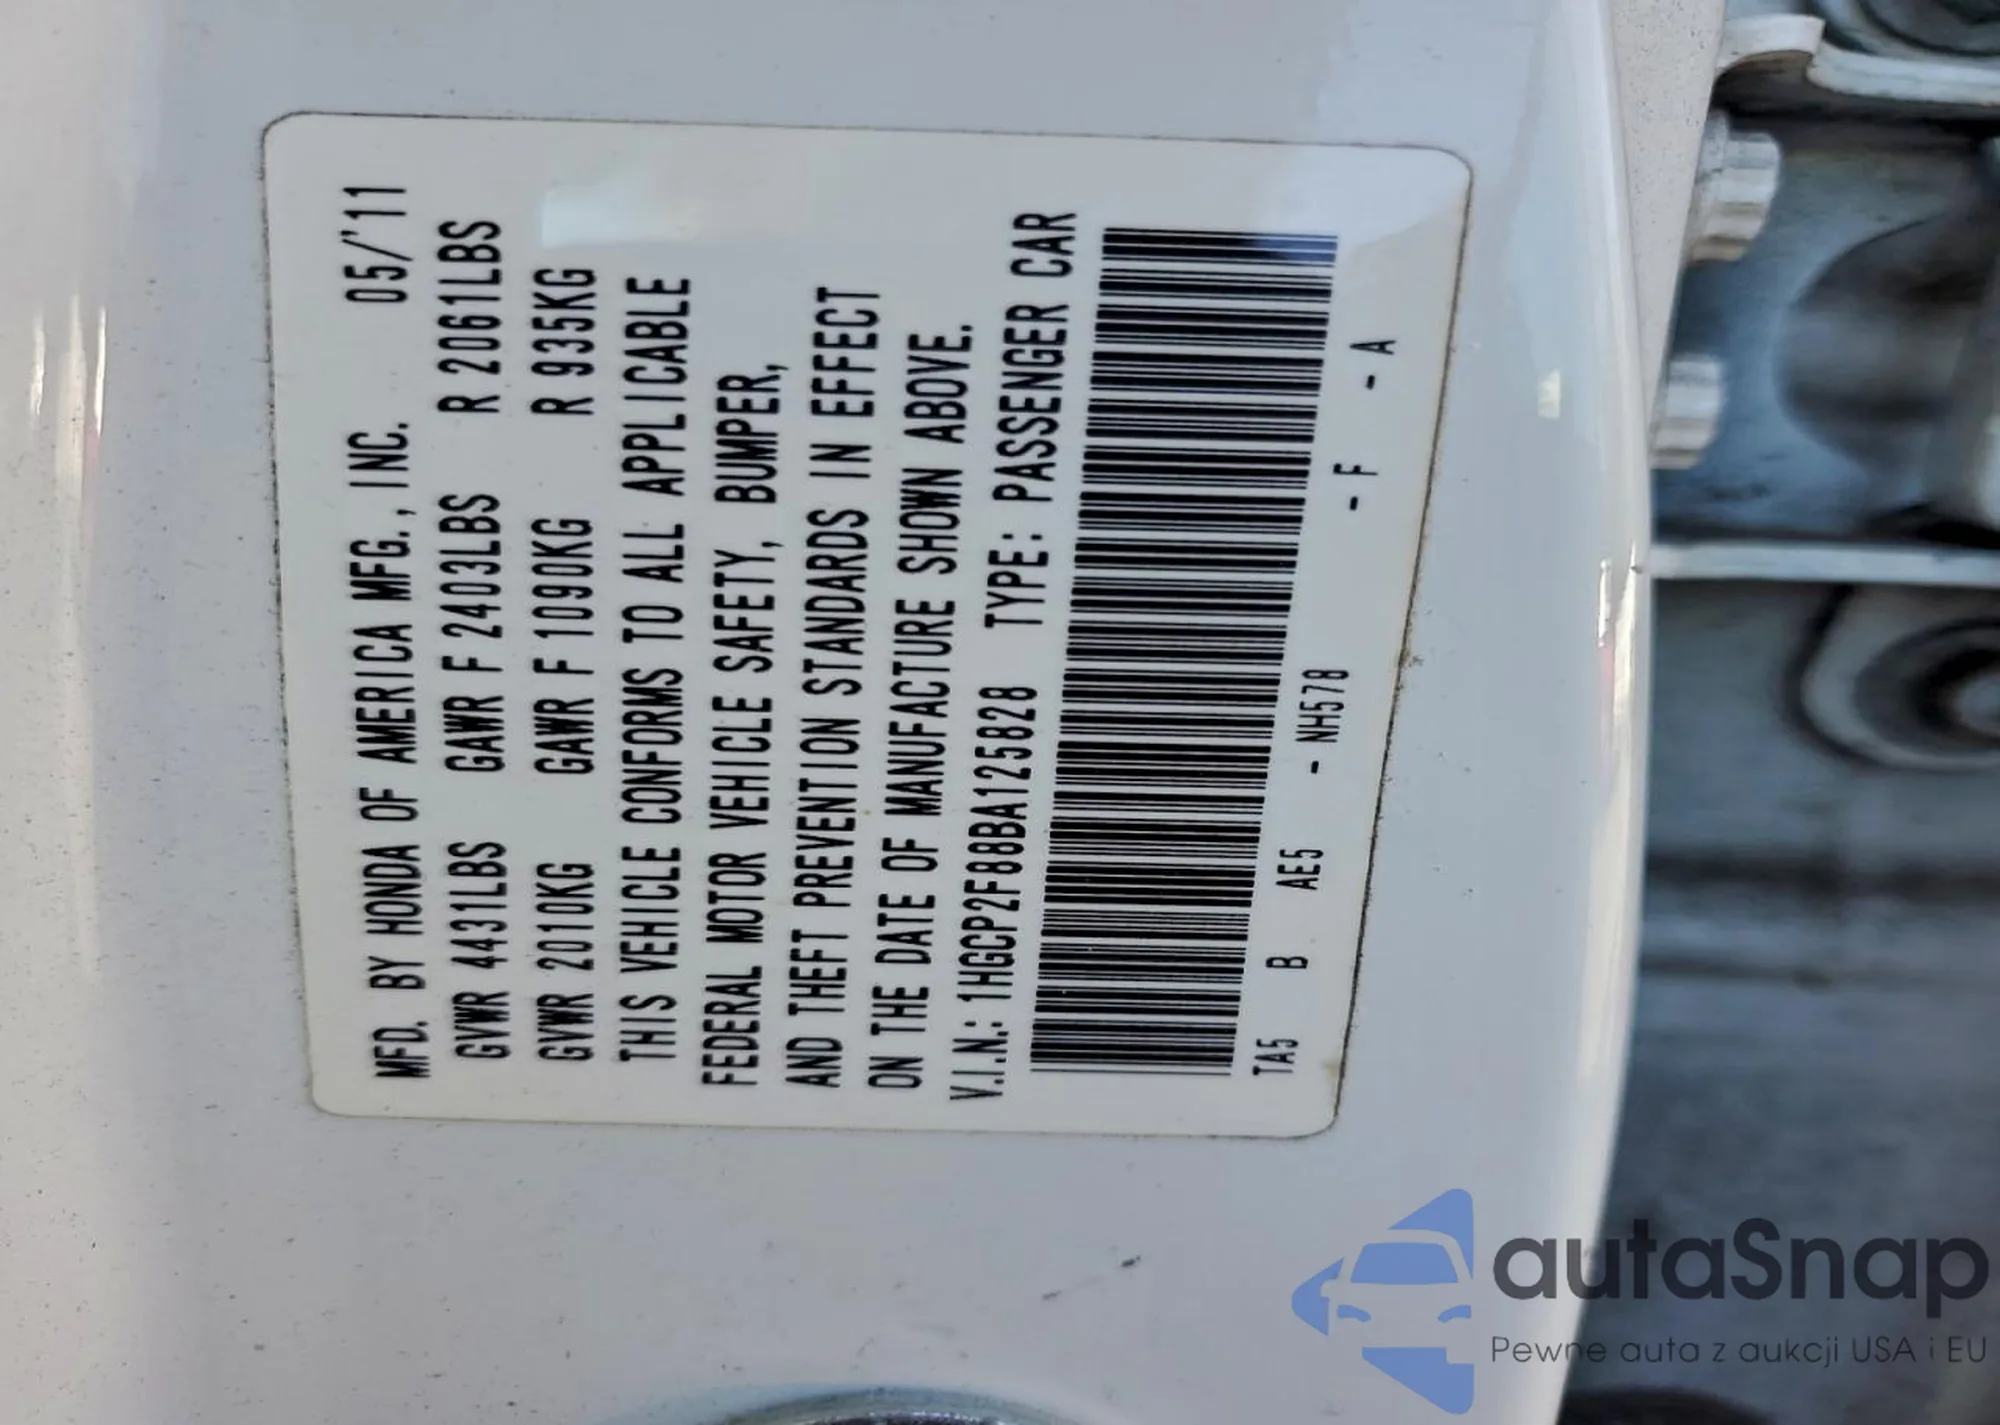 MFD. BY HONDA OF AMERICA MFG., INC. 05/'11
GVWR 4431LBS GAWR F 2403LBS R 2061LBS
GVWR 2010KG GAWR F 1090KG R 935KG
THIS VEHICLE CONFORMS TO ALL APPLICABLE
FEDERAL MOTOR VEHICLE SAFETY, BUMPER,
AND THEFT PREVENTION STANDARDS IN EFFECT
ON THE DATE OF MANUFACTURE SHOWN ABOVE.
V.I.N.: 1HGCP2F88BA125828 TYPE: PASSENGER CAR
TA5 B AE5 - NH578 - F - A
autaSnap
Pewne auta z aukcji USA i EU